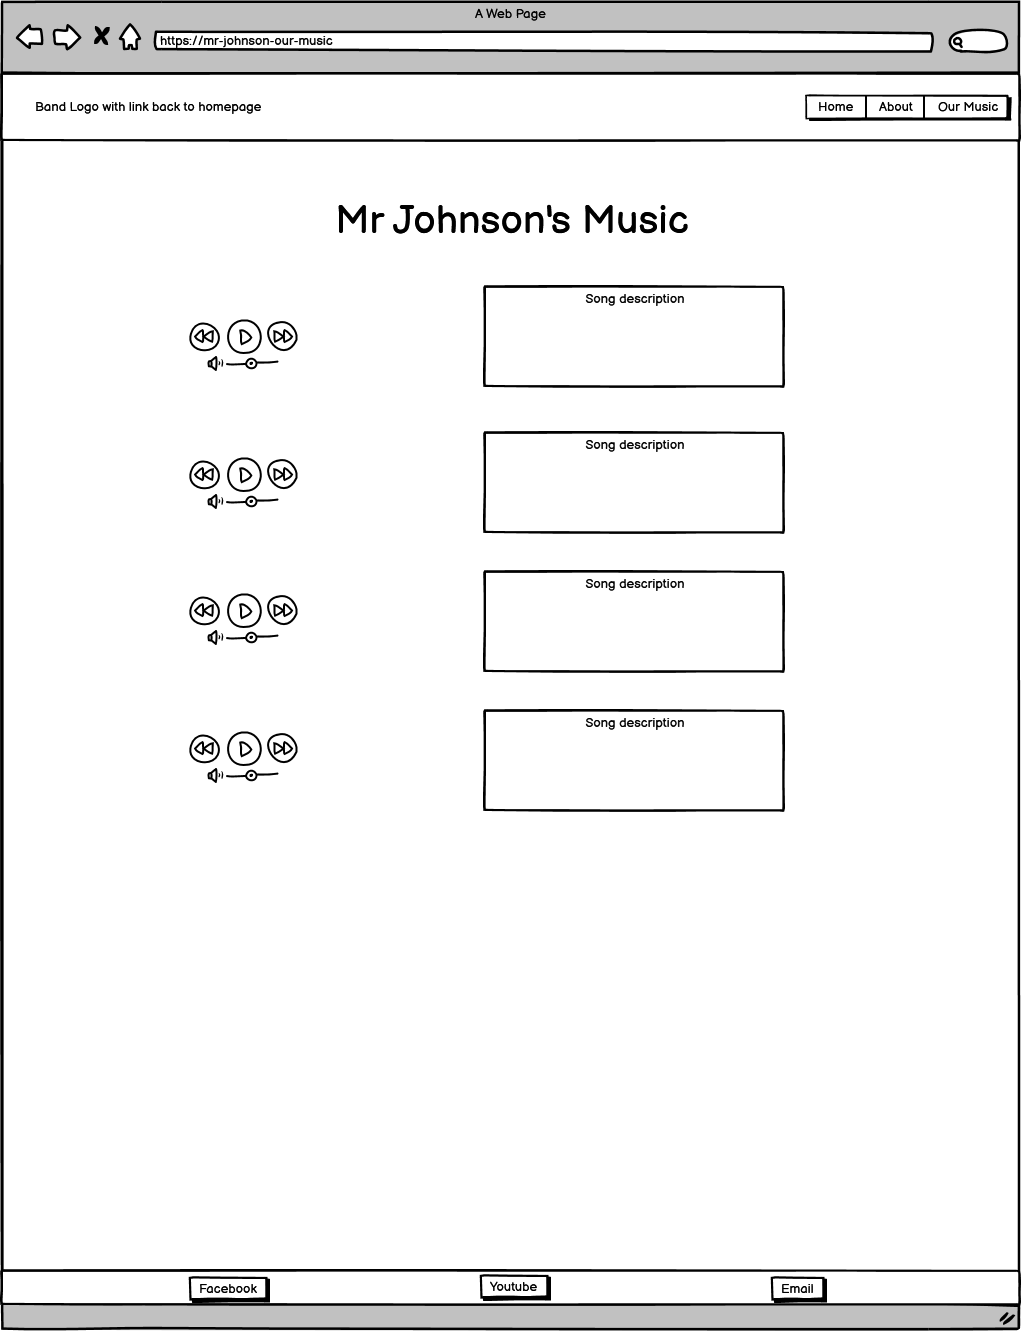 A Web Page
https://mr-johnson-our-music
Band Logo with link back to homepage
Home About Our Music
Mr Johnson's Music
Song description
Song description
Song description
Song description
Facebook Youtube Email